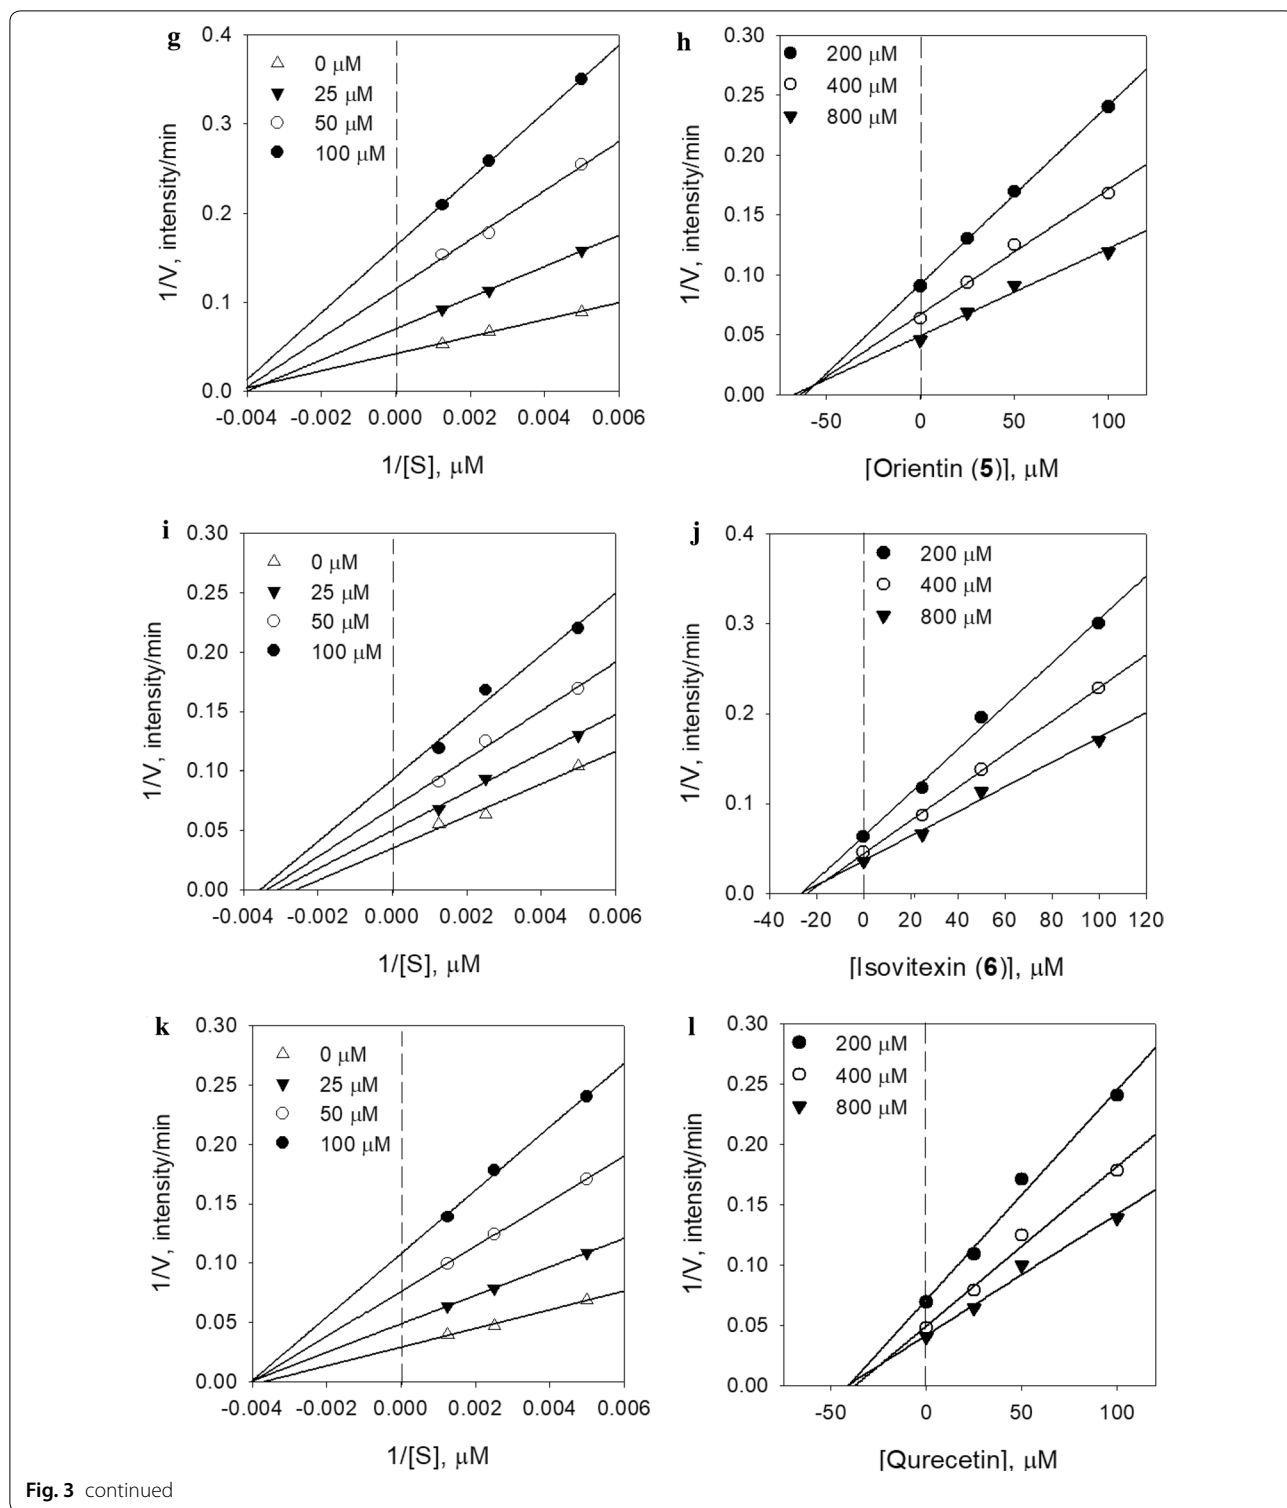 g
0.4
0.3
0.2
0.1
0.0
1/V, intensity/min
0 μM
25 μM
50 μM
100 μM
-0.004 -0.002 0.000 0.002 0.004 0.006
1/[S], μM
h
0.30
0.25
0.20
0.15
0.10
0.05
0.00
1/V, intensity/min
200 μM
400 μM
800 μM
-50 0 50 100
[Orientin (5)], μM
i
0.30
0.25
0.20
0.15
0.10
0.05
0.00
1/V, intensity/min
0 μM
25 μM
50 μM
100 μM
-0.004 -0.002 0.000 0.002 0.004 0.006
1/[S], μM
j
0.4
0.3
0.2
0.1
0.0
1/V, intensity/min
200 μM
400 μM
800 μM
-40 -20 0 20 40 60 80 100 120
[Isovitexin (6)], μM
k
0.30
0.25
0.20
0.15
0.10
0.05
0.00
1/V, intensity/min
0 μM
25 μM
50 μM
100 μM
-0.004 -0.002 0.000 0.002 0.004 0.006
1/[S], μM
l
0.30
0.25
0.20
0.15
0.10
0.05
0.00
1/V, intensity/min
200 μM
400 μM
800 μM
-50 0 50 100
[Qurecetin], μM
Fig. 3 continued